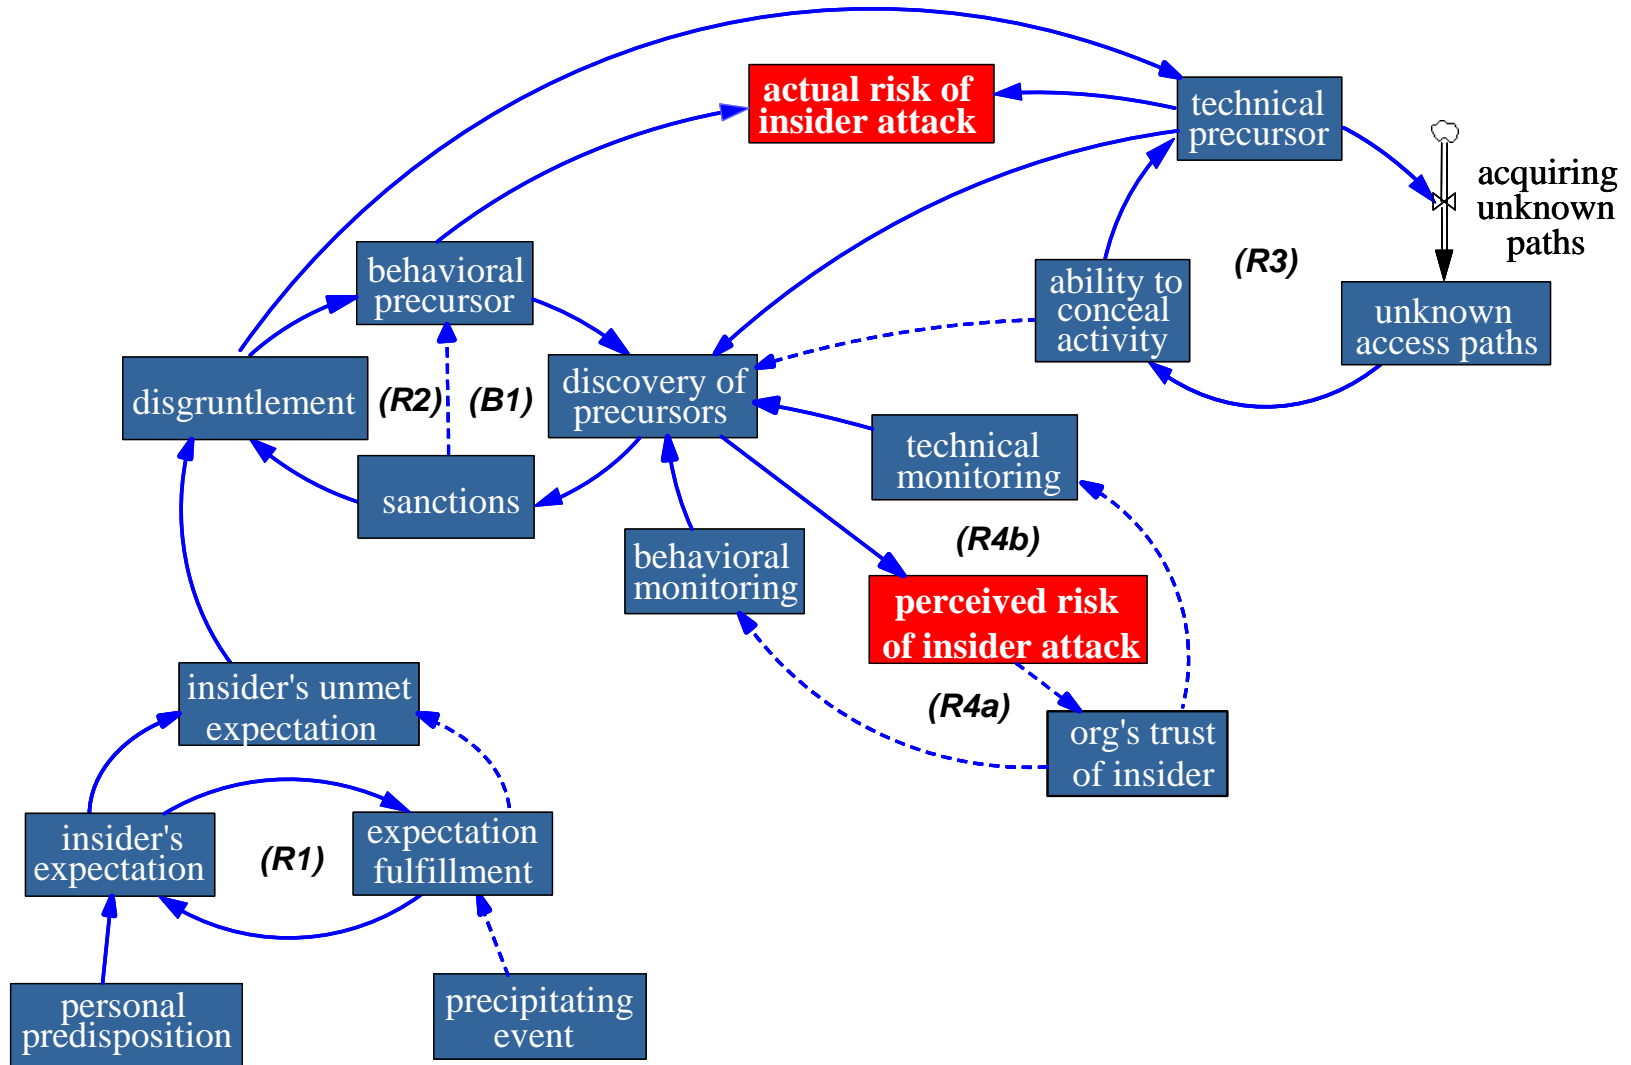 actual risk of
insider attack
technical
precursor
acquiring
unknown
paths
behavioral
precursor
ability to
conceal
activity
(R3)
unknown
access paths
disgruntlement
(R2)
(B1)
discovery of
precursors
technical
monitoring
sanctions
behavioral
monitoring
(R4b)
perceived risk
of insider attack
(R4a)
org's trust
of insider
insider's unmet
expectation
insider's
expectation
(R1)
expectation
fulfillment
personal
predisposition
precipitating
event